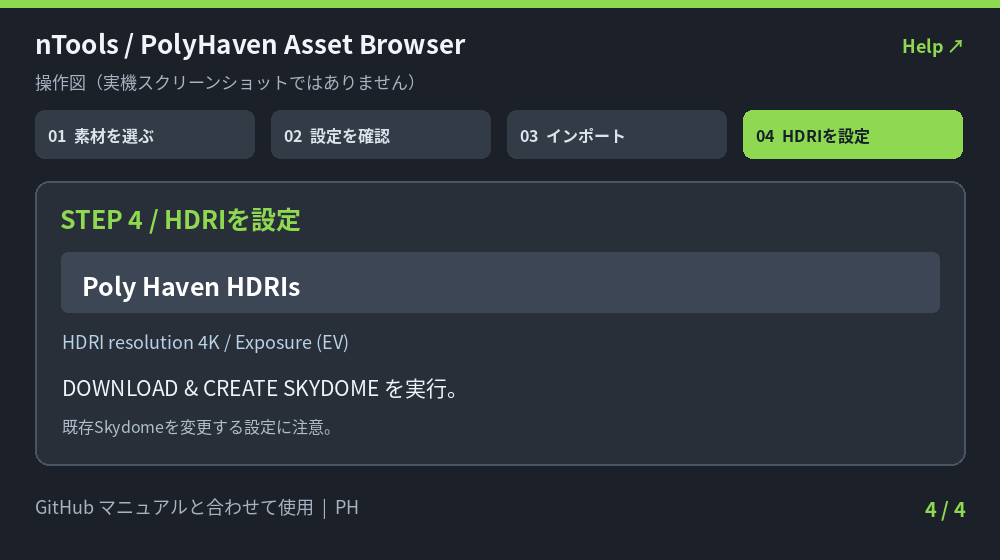 nTools / PolyHaven Asset Browser
Help ↗
操作図（実機スクリーンショットではありません）
01 素材を選ぶ
02 設定を確認
03 インポート
04 HDRIを設定
STEP 4 / HDRIを設定
Poly Haven HDRIs
HDRI resolution 4K / Exposure (EV)
DOWNLOAD & CREATE SKYDOME を実行。
既存Skydomeを変更する設定に注意。
GitHub マニュアルと合わせて使用 | PH
4 / 4